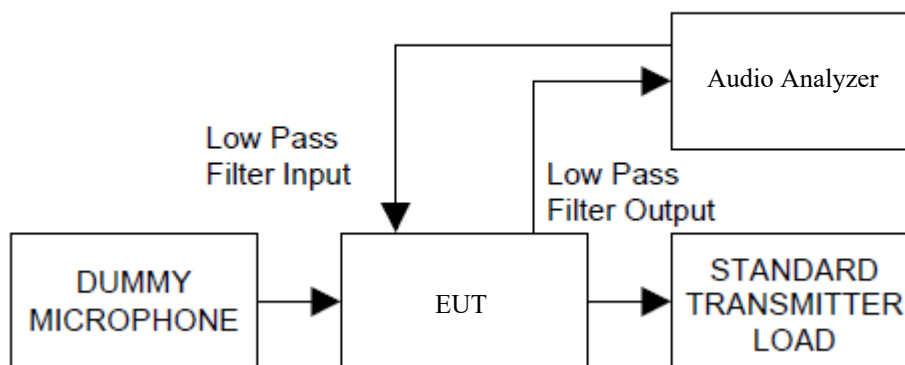 Audio Analyzer
Low Pass
Filter Input
Low Pass
Filter Output
DUMMY
MICROPHONE
EUT
STANDARD
TRANSMITTER
LOAD